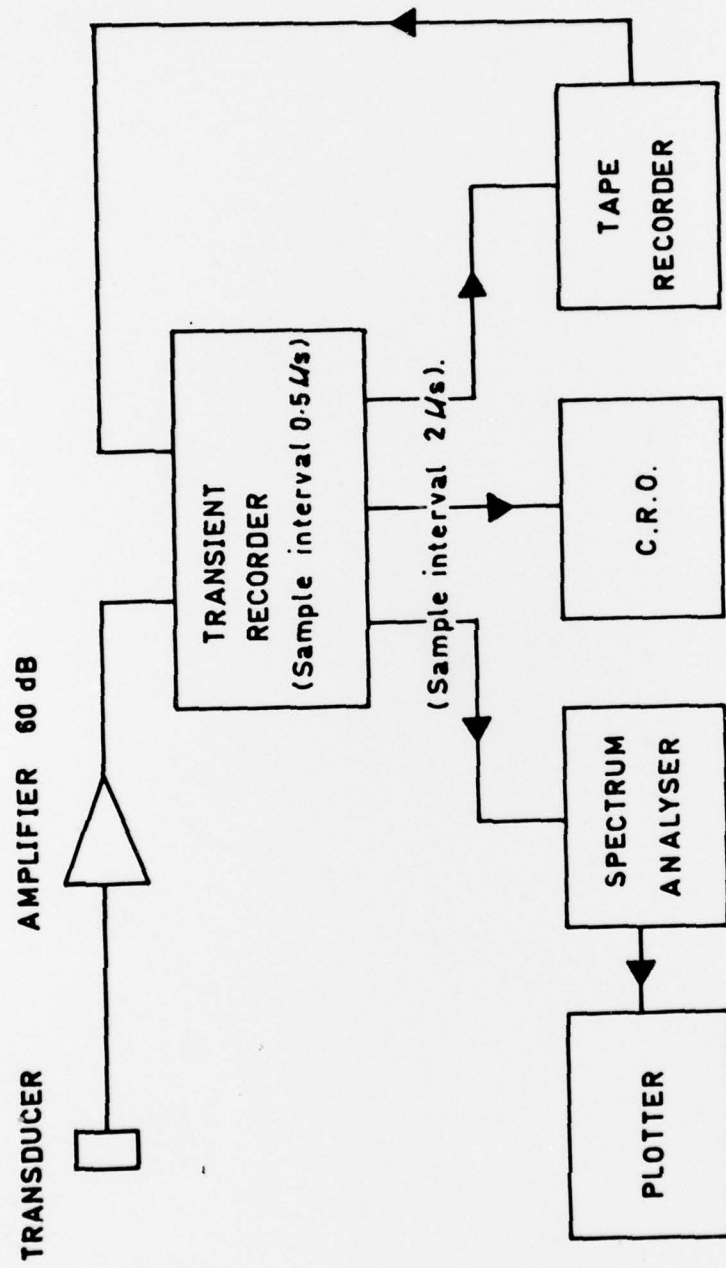 TRANSDUCER
AMPLIFIER 60 dB
TRANSIENT
RECORDER
(Sample interval 0·5 μs)
(Sample interval 2 μs).
PLOTTER
SPECTRUM
ANALYSER
C.R.O.
TAPE
RECORDER